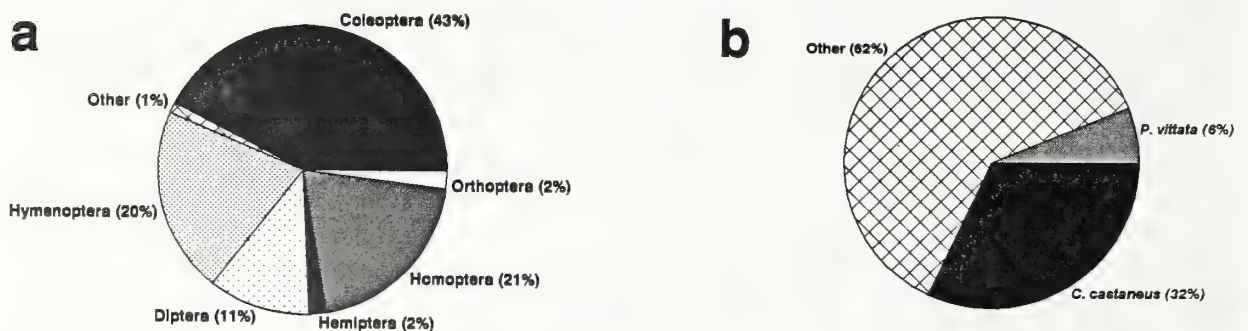 a
Coleoptera (43%)
Other (1%)
Orthoptera (2%)
Hymenoptera (20%)
Homoptera (21%)
Diptera (11%)
Hemiptera (2%)
b
Other (62%)
P. vittata (6%)
C. castaneus (32%)